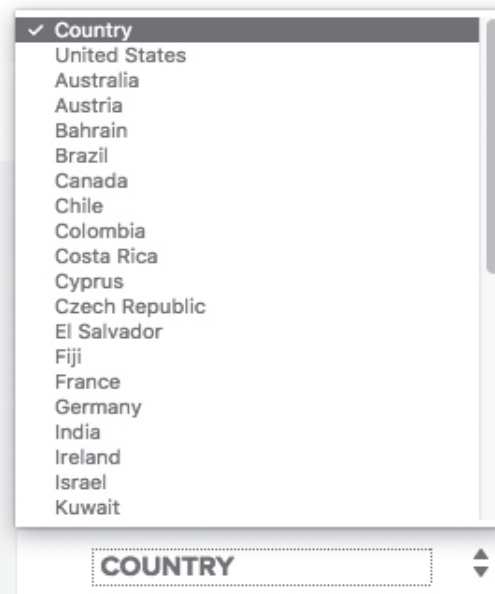 ✓ Country
United States
Australia
Austria
Bahrain
Brazil
Canada
Chile
Colombia
Costa Rica
Cyprus
Czech Republic
El Salvador
Fiji
France
Germany
India
Ireland
Israel
Kuwait
COUNTRY